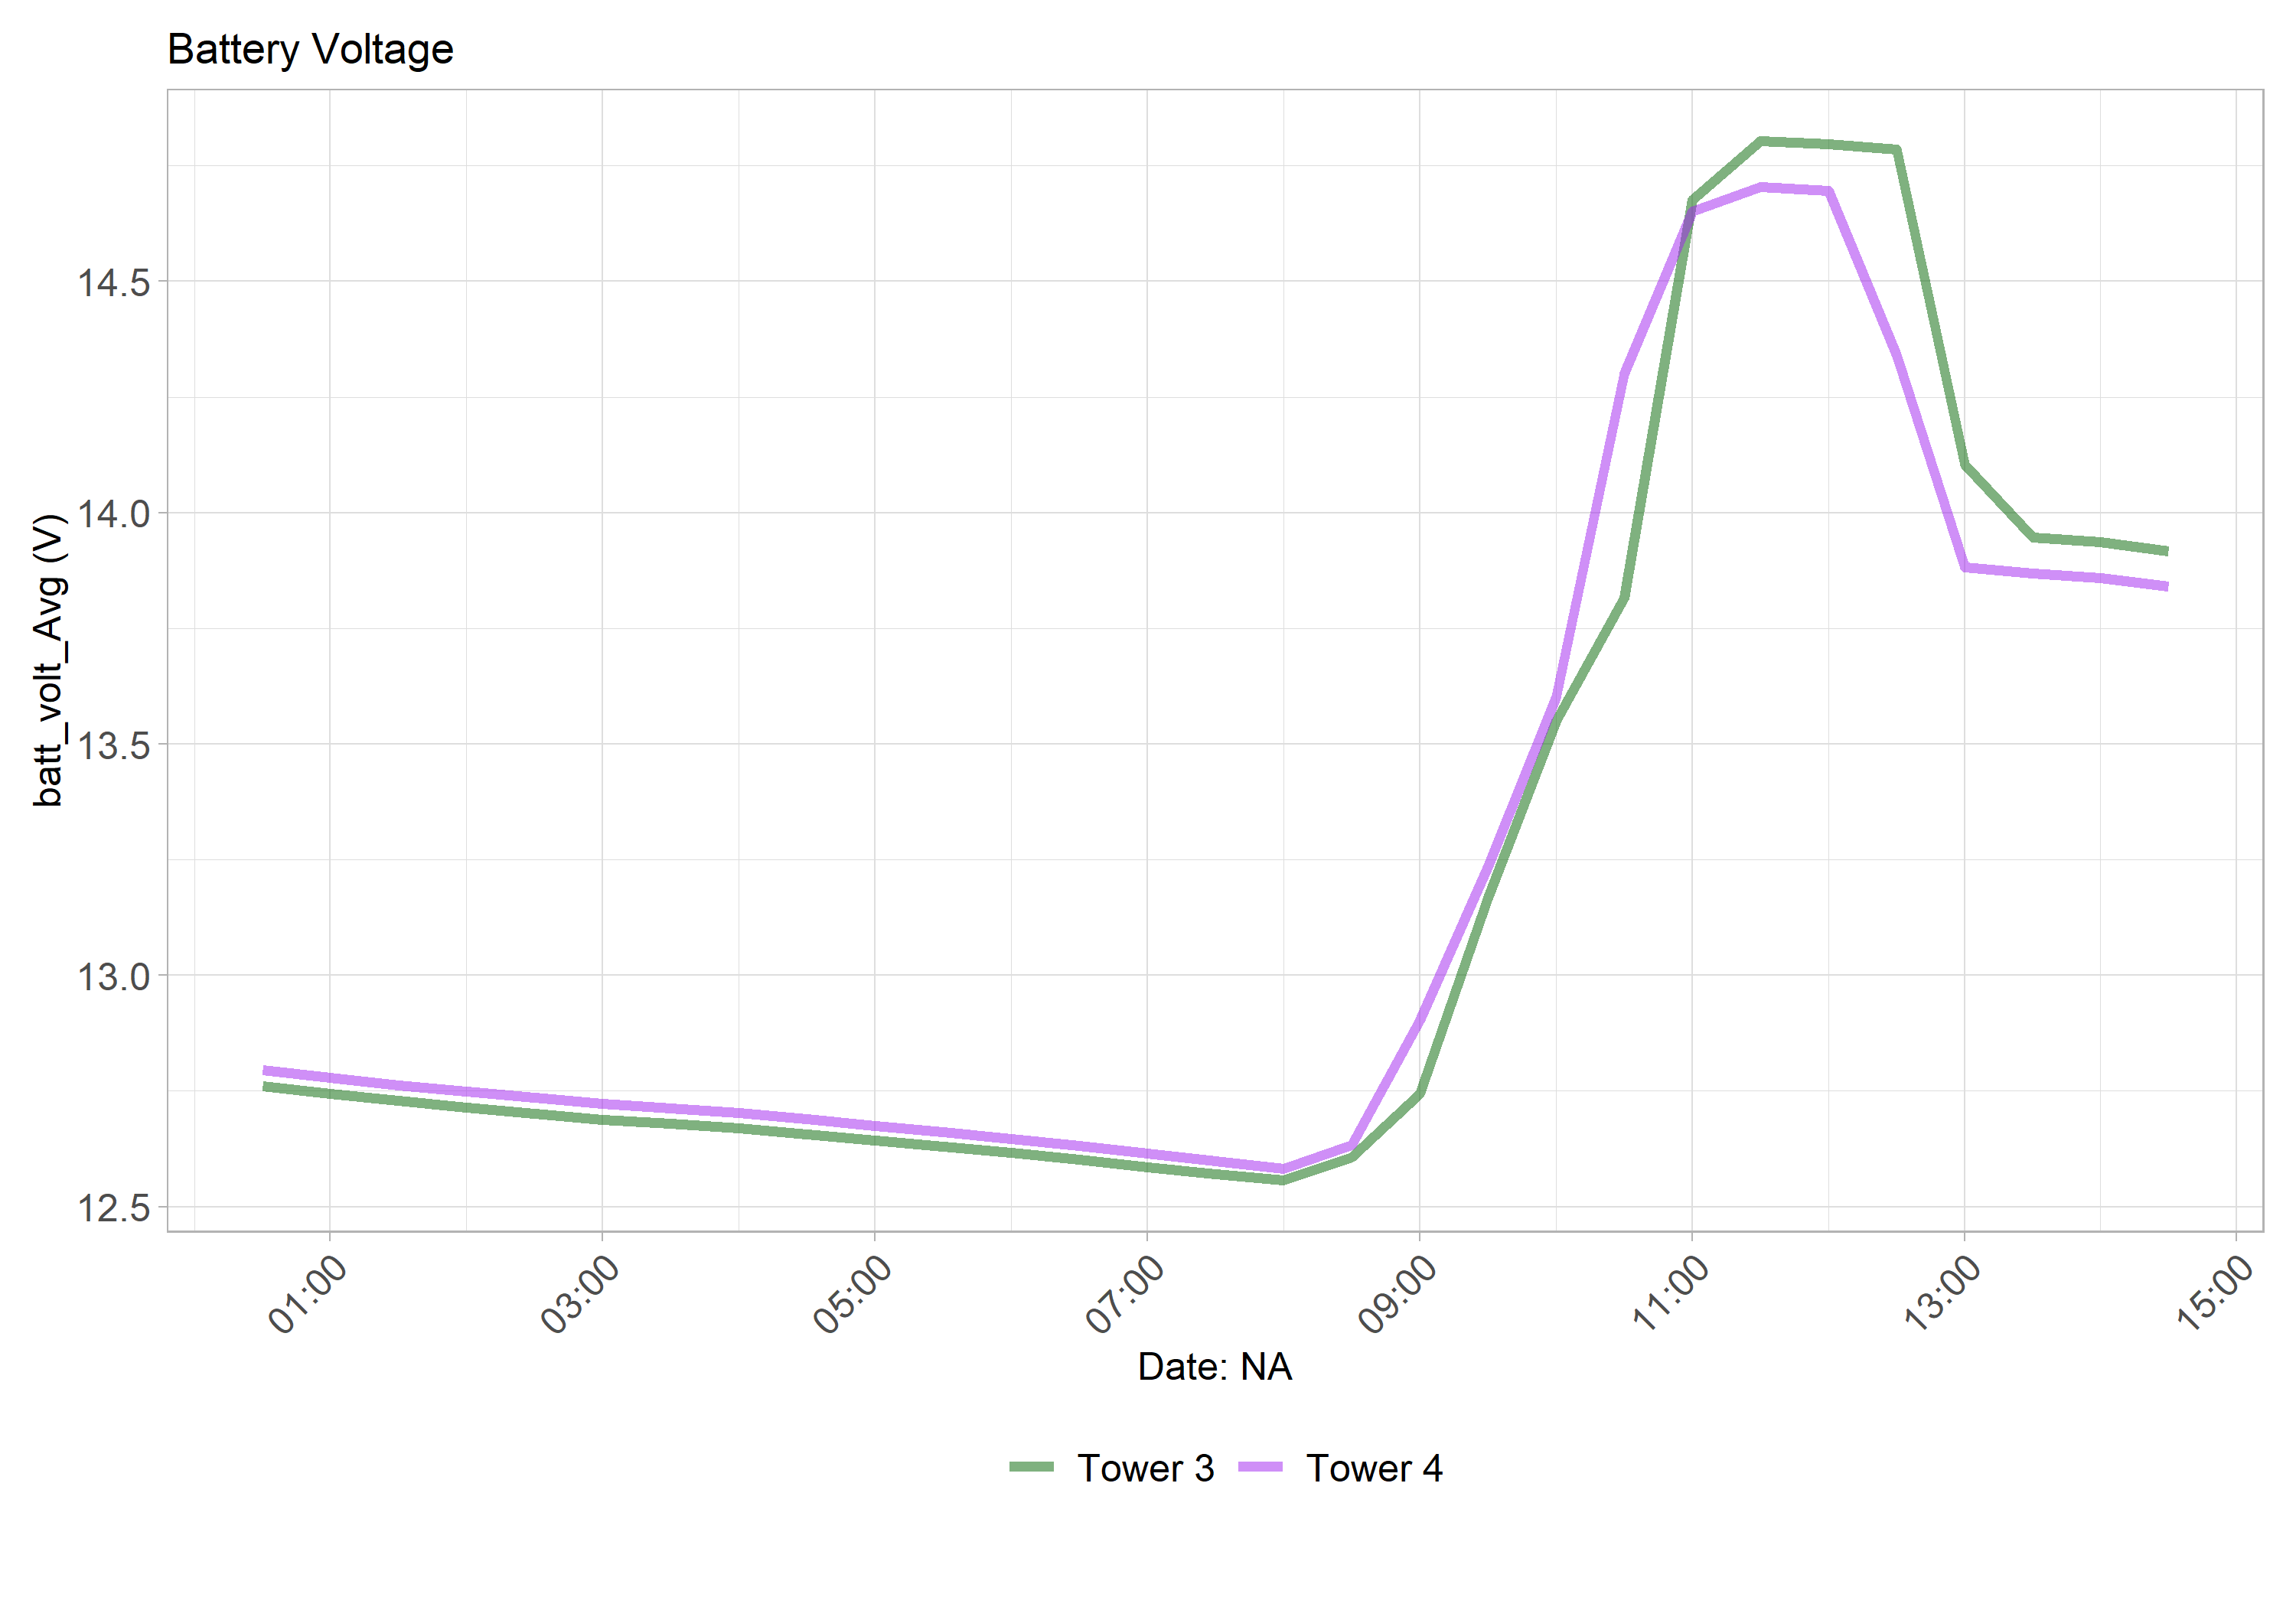 Battery Voltage
batt_volt_Avg (V)
14.5
14.0
13.5
13.0
12.5
01:00 03:00 05:00 07:00 09:00 11:00 13:00 15:00
Date: NA
Tower 3 Tower 4